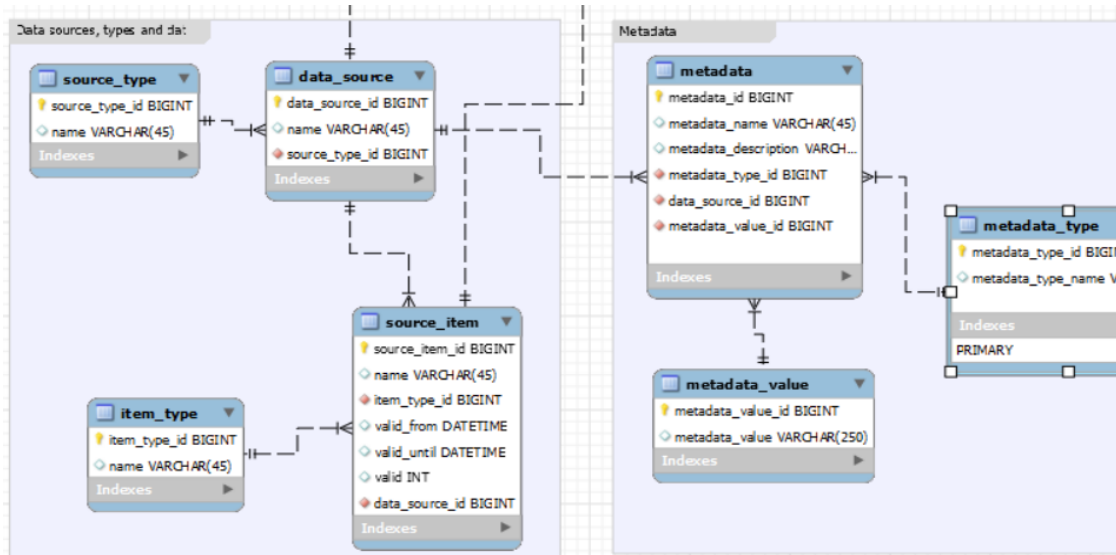 Data sources, types and dat
source_type
source_type_id BIGINT
name VARCHAR(45)
Indexes
data_source
data_source_id BIGINT
name VARCHAR(45)
source_type_id BIGINT
Indexes
item_type
item_type_id BIGINT
name VARCHAR(45)
Indexes
source_item
source_item_id BIGINT
name VARCHAR(45)
item_type_id BIGINT
valid_from DATETIME
valid_until DATETIME
valid INT
data_source_id BIGINT
Indexes
Metadata
metadata
metadata_id BIGINT
metadata_name VARCHAR(45)
metadata_description VARCH...
metadata_type_id BIGINT
data_source_id BIGINT
metadata_value_id BIGINT
Indexes
metadata_value
metadata_value_id BIGINT
metadata_value VARCHAR(250)
Indexes
metadata_type
metadata_type_id BIGI
metadata_type_name V
Indexes
PRIMARY